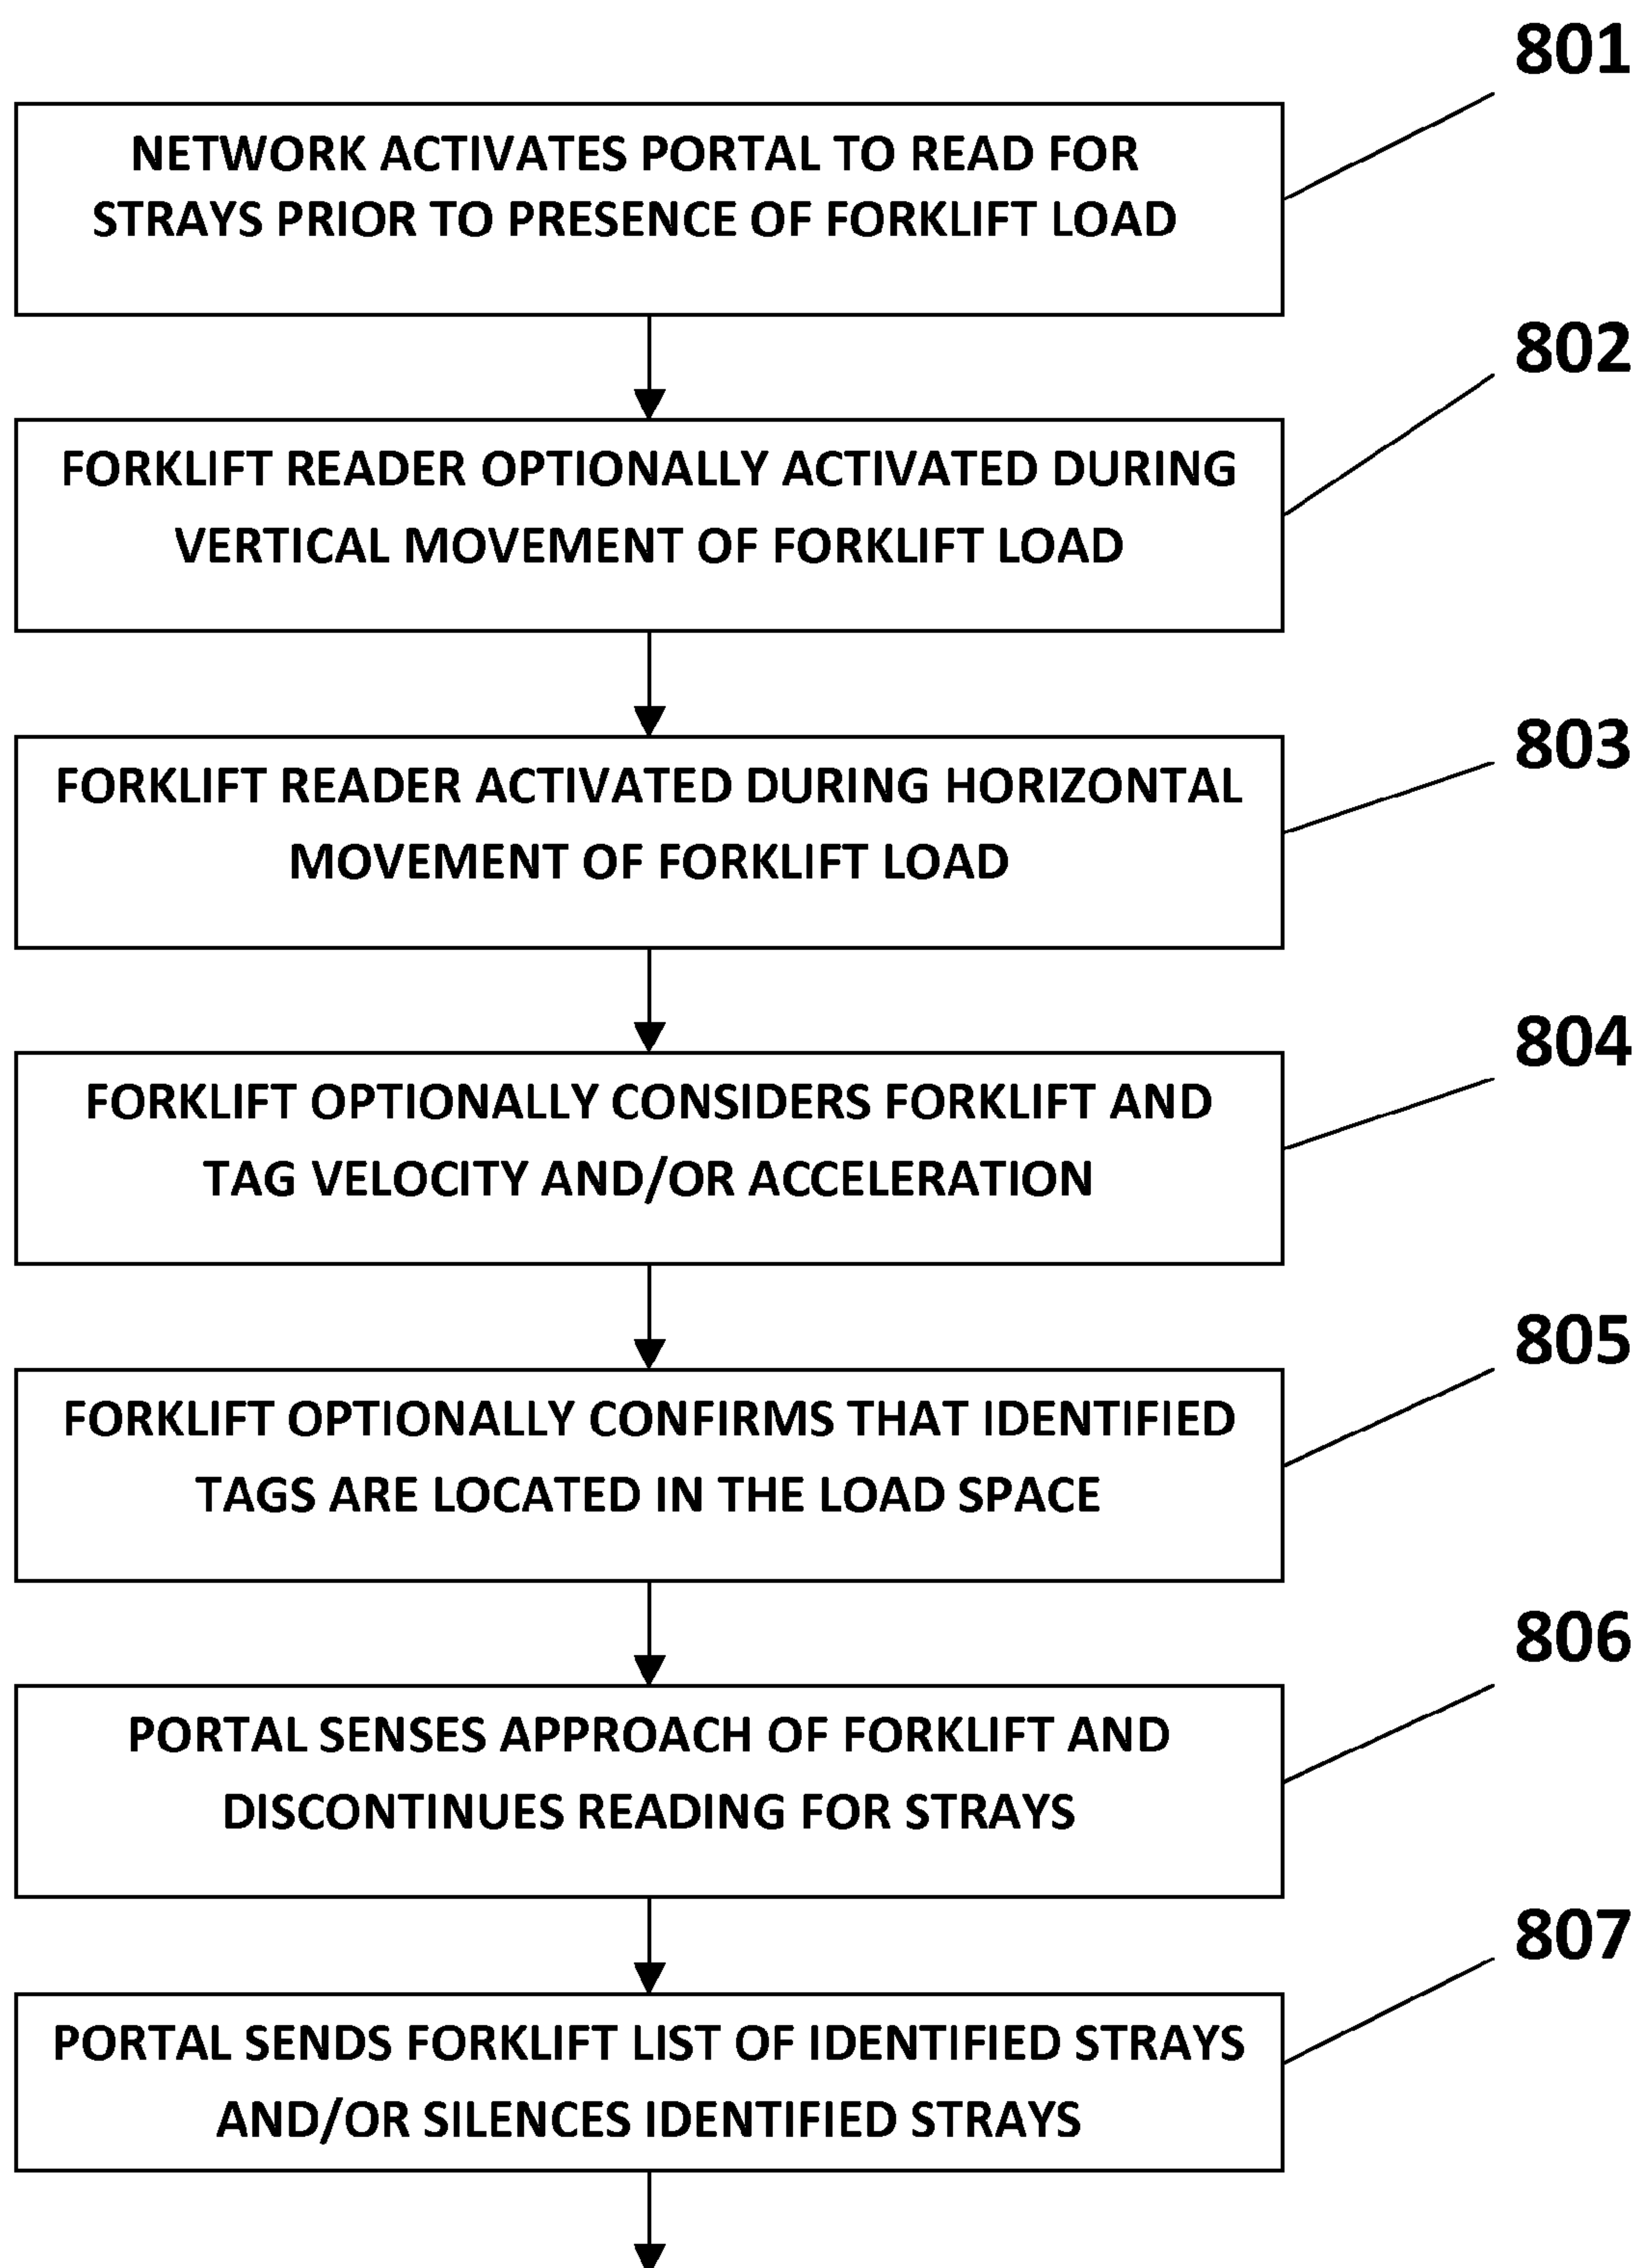 801
NETWORK ACTIVATES PORTAL TO READ FOR
STRAYS PRIOR TO PRESENCE OF FORKLIFT LOAD
802
FORKLIFT READER OPTIONALLY ACTIVATED DURING
VERTICAL MOVEMENT OF FORKLIFT LOAD
803
FORKLIFT READER ACTIVATED DURING HORIZONTAL
MOVEMENT OF FORKLIFT LOAD
804
FORKLIFT OPTIONALLY CONSIDERS FORKLIFT AND
TAG VELOCITY AND/OR ACCELERATION
805
FORKLIFT OPTIONALLY CONFIRMS THAT IDENTIFIED
TAGS ARE LOCATED IN THE LOAD SPACE
806
PORTAL SENSES APPROACH OF FORKLIFT AND
DISCONTINUES READING FOR STRAYS
807
PORTAL SENDS FORKLIFT LIST OF IDENTIFIED STRAYS
AND/OR SILENCES IDENTIFIED STRAYS